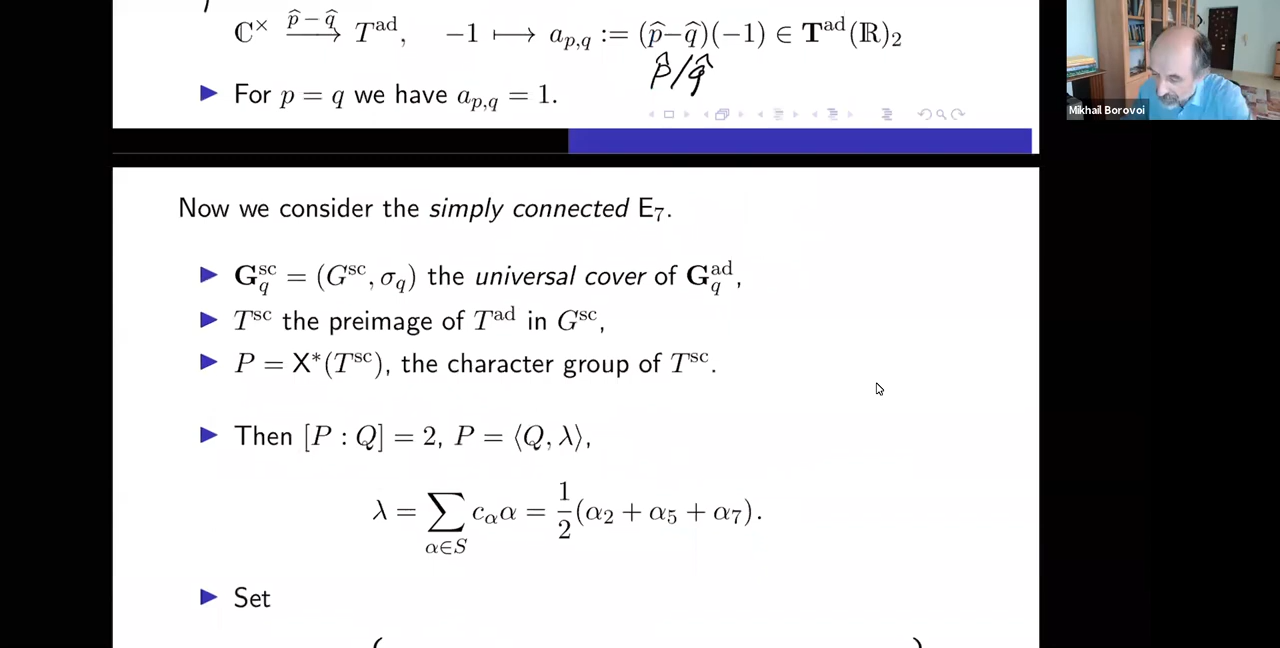 ℂ^× \xrightarrow{\hat{p}-\hat{q}} T^{ad}, −1 ⟼ a_{p,q} := (\hat{p}−\hat{q})(−1) ∈ 𝐓^{ad}(ℝ)_2
\hat{p}/\hat{q}
▶ For p = q we have a_{p,q} = 1.
Mikhail Borovoi
Now we consider the simply connected E_7.
▶ 𝐆_q^{sc} = (G^{sc}, σ_q) the universal cover of 𝐆_q^{ad},
▶ T^{sc} the preimage of T^{ad} in G^{sc},
▶ P = X*(T^{sc}), the character group of T^{sc}.
▶ Then [P : Q] = 2, P = ⟨Q, λ⟩,
λ = ∑_{α∈S} c_α α = \frac{1}{2}(α_2 + α_5 + α_7).
▶ Set